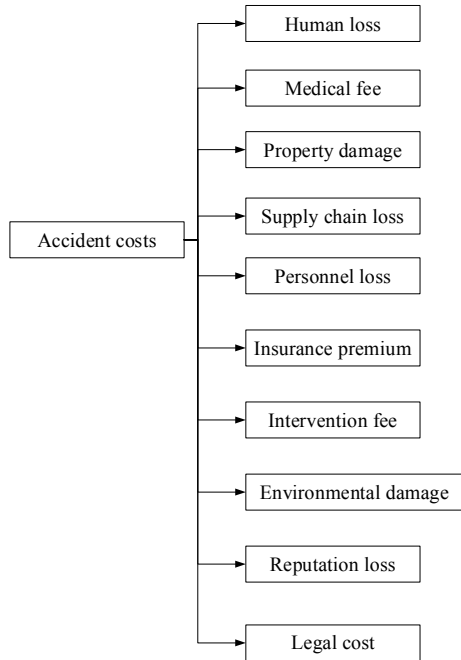 Human loss
Medical fee
Property damage
Supply chain loss
Accident costs
Personnel loss
Insurance premium
Intervention fee
Environmental damage
Reputation loss
Legal cost